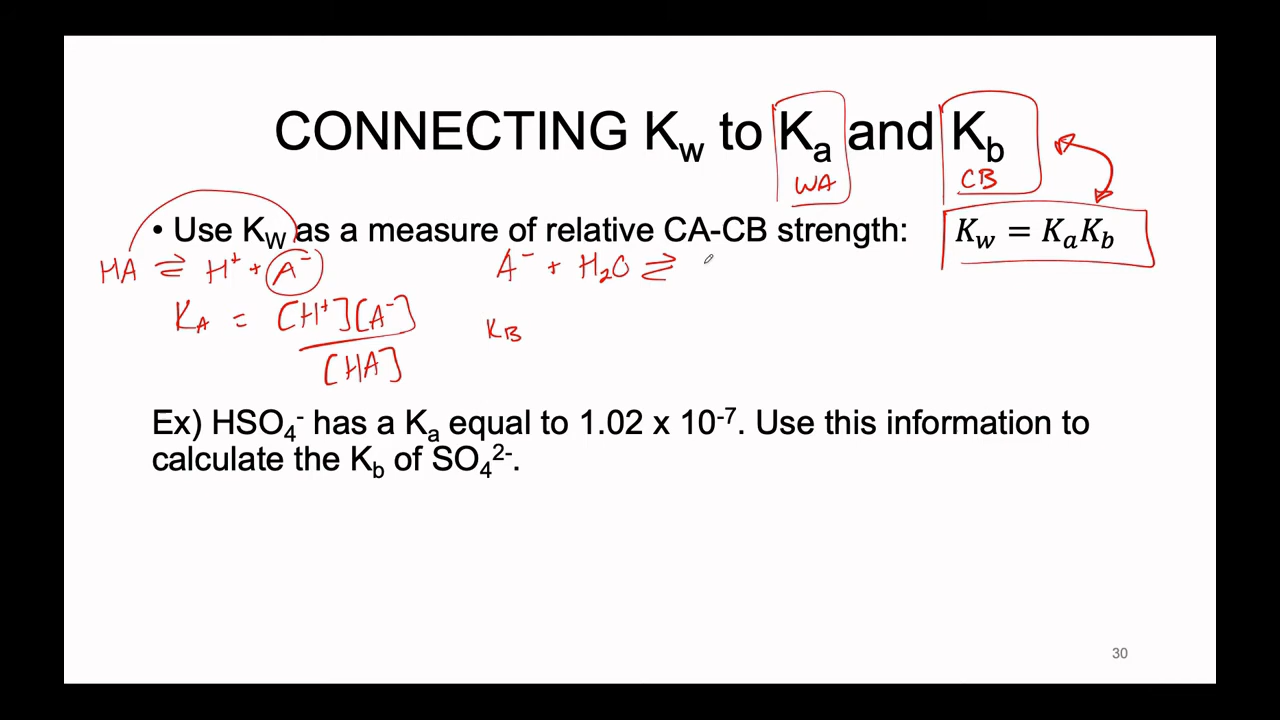 CONNECTING Kw to Ka and Kb
WA
CB
• Use KW as a measure of relative CA-CB strength:
Kw = KaKb
HA ⇌ H⁺ + A⁻
A⁻ + H₂O ⇌
KA = [H⁺][A⁻]
[HA]
KB
Ex) HSO₄⁻ has a Ka equal to 1.02 x 10⁻⁷. Use this information to
calculate the Kb of SO₄²⁻.
30